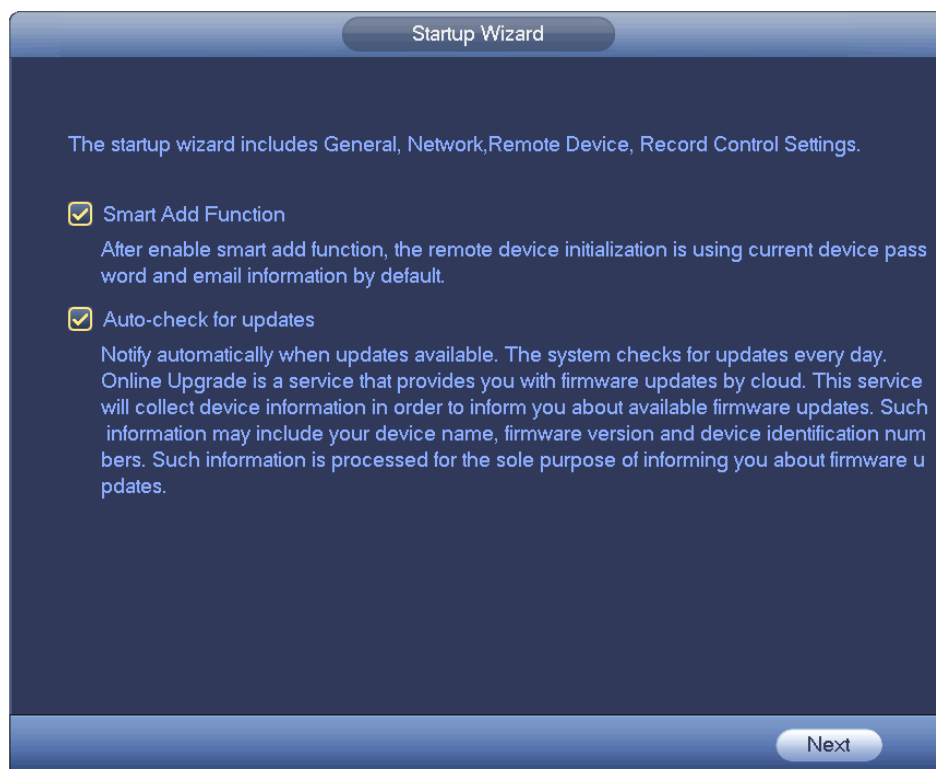 Startup Wizard
The startup wizard includes General, Network,Remote Device, Record Control Settings.
Smart Add Function
After enable smart add function, the remote device initialization is using current device pass
word and email information by default.
Auto-check for updates
Notify automatically when updates available. The system checks for updates every day.
Online Upgrade is a service that provides you with firmware updates by cloud. This service
will collect device information in order to inform you about available firmware updates. Such
information may include your device name, firmware version and device identification num
bers. Such information is processed for the sole purpose of informing you about firmware u
pdates.
Next